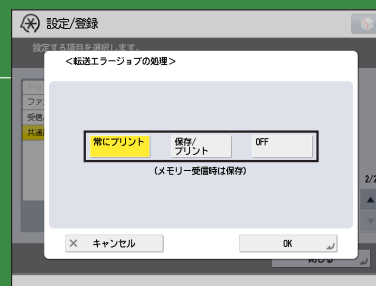 設定/登録
設定する項目を選択します。
<転送エラージョブの処理>
ファ
受信
共通
常にプリント
保存/
プリント
OFF
(メモリー受信時は保存)
2/2
× キャンセル
OK
閉じる